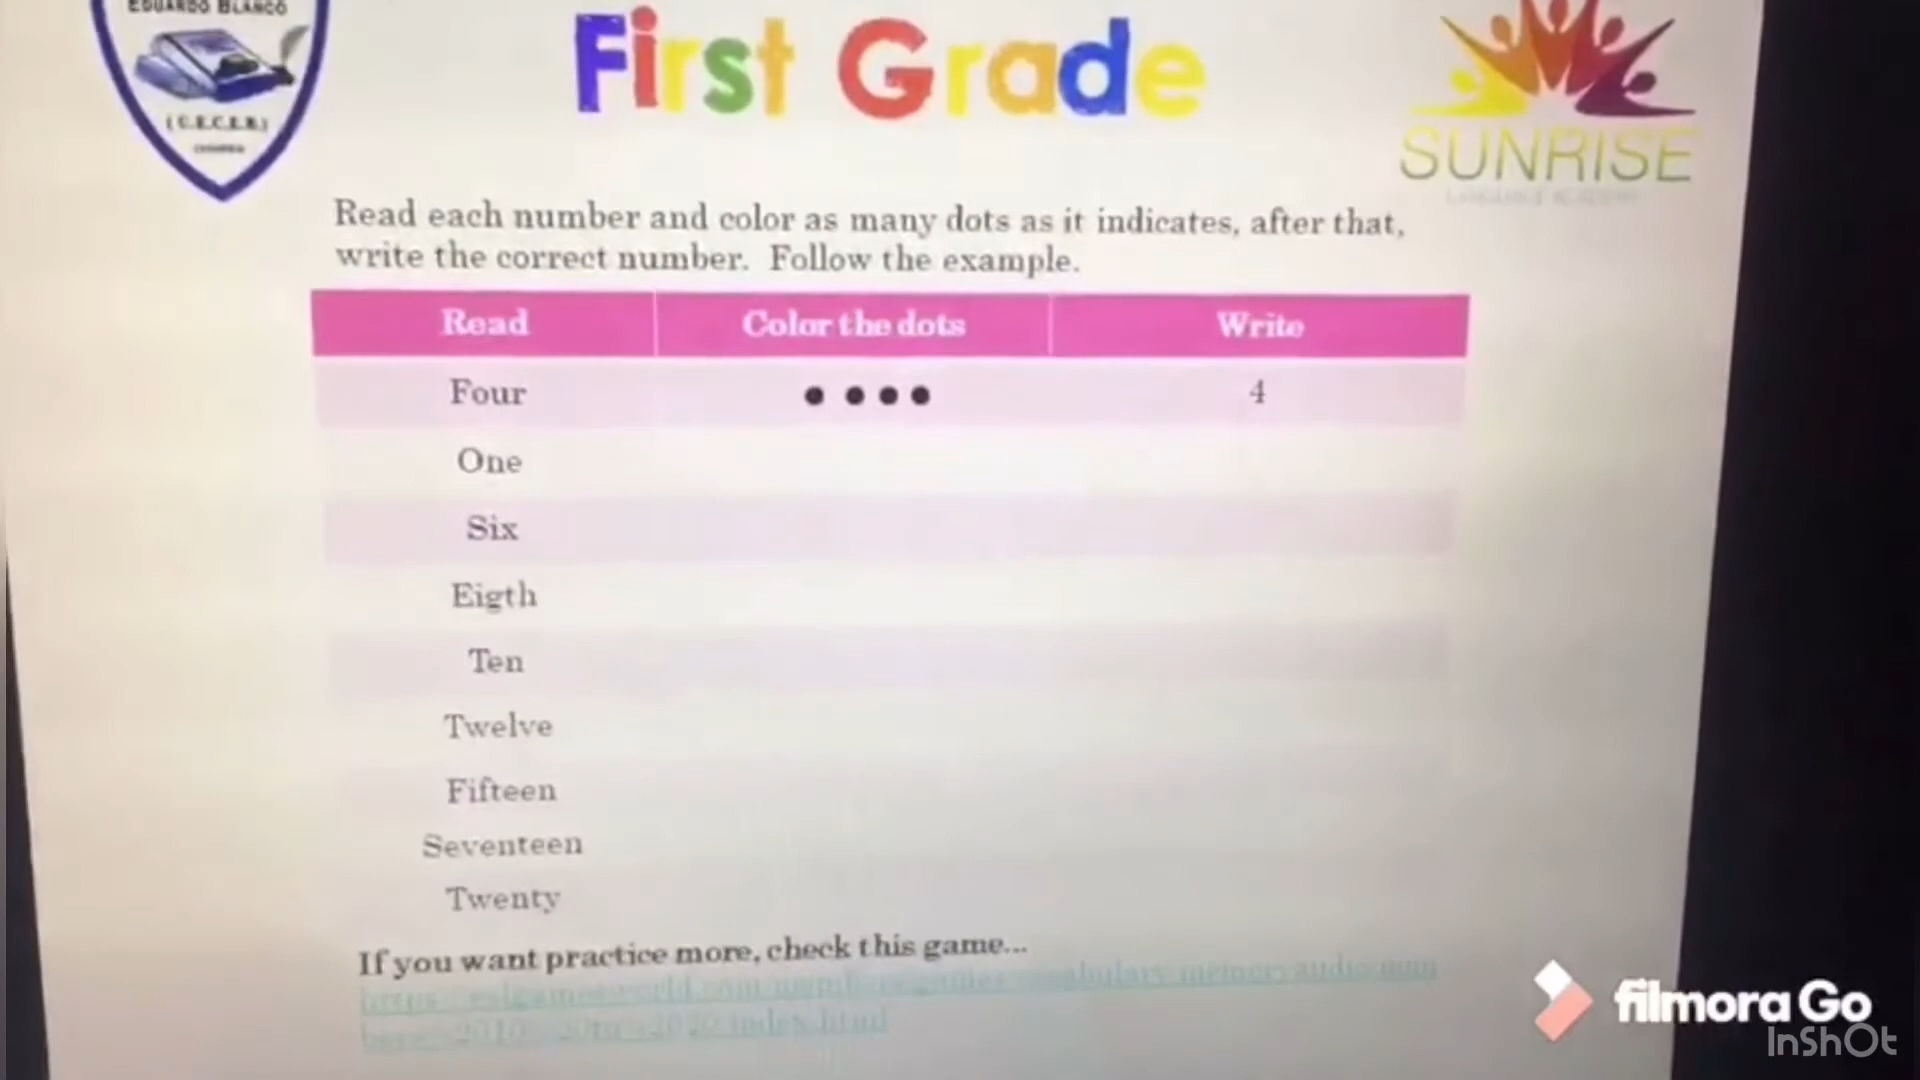 EDUARDO BLANCO
(C.E.C.E.B.)
First Grade
SUNRISE
LANGUAGE ACADEMY
Read each number and color as many dots as it indicates, after that,
write the correct number. Follow the example.
Read Color the dots Write
Four 4
One
Six
Eigth
Ten
Twelve
Fifteen
Seventeen
Twenty
If you want practice more, check this game...
filmora Go
InShOt